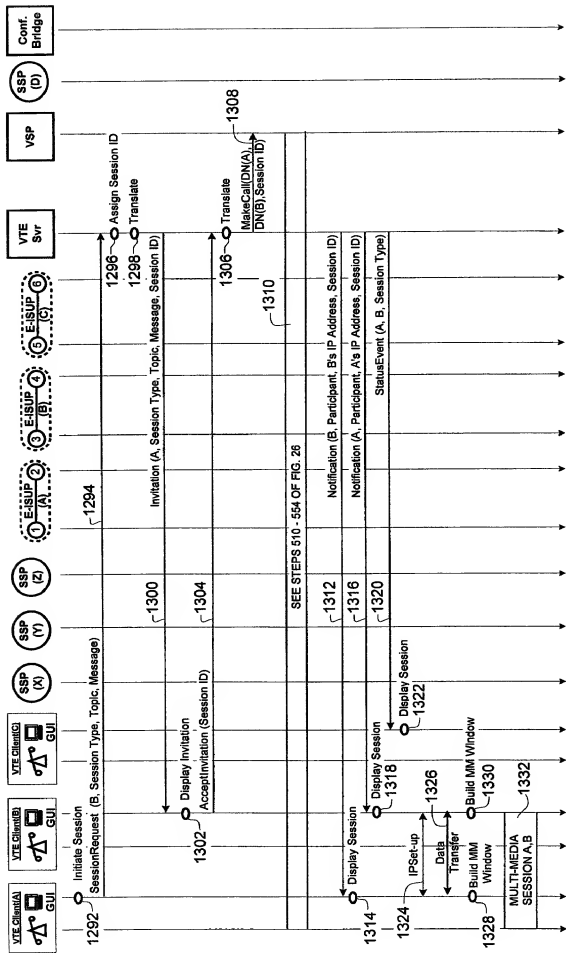 VTE Client(A)
GUI
VTE Client(B)
GUI
VTE Client(C)
GUI
SSP
(X)
SSP
(Y)
SSP
(Z)
E-ISUP
1 2
(A)
E-ISUP
3 4
(B)
E-ISUP
5 6
(C)
VTE
Svr
VSP
SSP
(D)
Conf.
Bridge
Initiate Session
1292
SessionRequest (B, Session Type, Topic, Message)
1294
Assign Session ID
1296
Translate
1298
Invitation (A, Session Type, Topic, Message, Session ID)
1300
Display Invitation
1302
AcceptInvitation (Session ID)
1304
Translate
1306
MakeCall(DN(A),
DN(B),Session ID)
1308
SEE STEPS 510 - 554 OF FIG. 26
1310
Notification (B, Participant, B's IP Address, Session ID)
1312
Display Session
1314
Notification (A, Participant, A's IP Address, Session ID)
1316
Display Session
1318
StatusEvent (A, B, Session Type)
1320
Display Session
1322
IPSet-up
1324
Data
Transfer
1326
Build MM
Window
1328
Build MM Window
1330
MULTI-MEDIA
SESSION A,B
1332